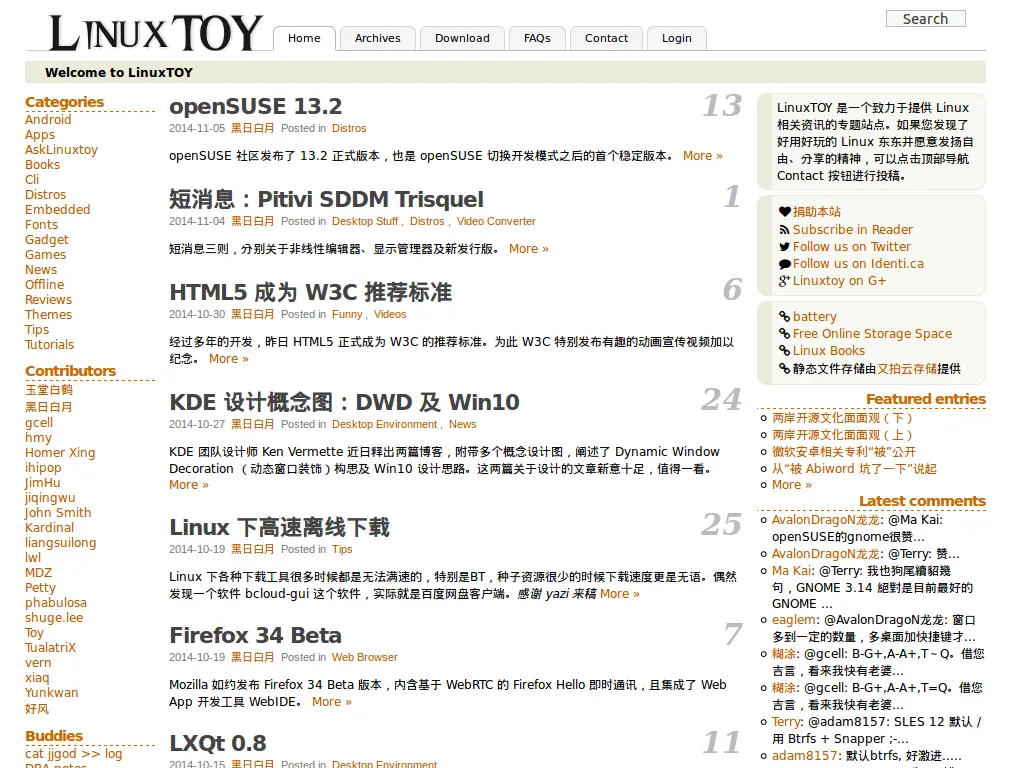 LINUX TOY
Home
Archives
Download
FAQs
Contact
Login
Search
Welcome to LinuxTOY
Categories
Android
Apps
AskLinuxtoy
Books
Cli
Distros
Embedded
Fonts
Gadget
Games
News
Offline
Reviews
Themes
Tips
Tutorials
Contributors
玉堂白鹤
黑日白月
gcell
hmy
Homer Xing
ihipop
JimHu
jiqingwu
John Smith
Kardinal
liangsuilong
lwl
MDZ
Petty
phabulosa
shuge.lee
Toy
TualatriX
vern
xiaq
Yunkwan
好风
Buddies
cat jjgod >> log
openSUSE 13.2
13
2014-11-05 黑日白月 Posted in Distros
openSUSE 社区发布了 13.2 正式版本，也是 openSUSE 切换开发模式之后的首个稳定版本。 More »
短消息：Pitivi SDDM Trisquel
1
2014-11-04 黑日白月 Posted in Desktop Stuff , Distros , Video Converter
短消息三则，分别关于非线性编辑器、显示管理器及新发行版。 More »
HTML5 成为 W3C 推荐标准
6
2014-10-30 黑日白月 Posted in Funny , Videos
经过多年的开发，昨日 HTML5 正式成为 W3C 的推荐标准。为此 W3C 特别发布有趣的动画宣传视频加以
纪念。 More »
KDE 设计概念图：DWD 及 Win10
24
2014-10-27 黑日白月 Posted in Desktop Environment , News
KDE 团队设计师 Ken Vermette 近日释出两篇博客，附带多个概念设计图，阐述了 Dynamic Window
Decoration （动态窗口装饰）构思及 Win10 设计思路。这两篇关于设计的文章新意十足，值得一看。
More »
Linux 下高速离线下载
25
2014-10-19 黑日白月 Posted in Tips
Linux 下各种下载工具很多时候都是无法满速的，特别是BT，种子资源很少的时候下载速度更是无语。偶然
发现一个软件 bcloud-gui 这个软件，实际就是百度网盘客户端。感谢 yazi 来稿 More »
Firefox 34 Beta
7
2014-10-19 黑日白月 Posted in Web Browser
Mozilla 如约发布 Firefox 34 Beta 版本，内含基于 WebRTC 的 Firefox Hello 即时通讯，且集成了 Web
App 开发工具 WebIDE。 More »
LXQt 0.8
11
2014-10-15 黑日白月 Posted in Desktop Environment
LinuxTOY 是一个致力于提供 Linux
相关资讯的专题站点。如果您发现了
好用好玩的 Linux 东东并愿意发扬自
由、分享的精神，可以点击顶部导航
Contact 按钮进行投稿。
捐助本站
Subscribe in Reader
Follow us on Twitter
Follow us on Identi.ca
Linuxtoy on G+
battery
Free Online Storage Space
Linux Books
静态文件存储由又拍云存储提供
Featured entries
两岸开源文化面面观（下）
两岸开源文化面面观（上）
微软安卓相关专利“被”公开
从“被 Abiword 坑了一下”说起
More »
Latest comments
AvalonDragoN龙龙: @Ma Kai:
openSUSE的gnome很赞...
AvalonDragoN龙龙: @Terry: 赞...
Ma Kai: @Terry: 我也狗尾續貂幾
句，GNOME 3.14 絕對是目前最好的
GNOME ...
eaglem: @AvalonDragoN龙龙: 窗口
多到一定的数量，多桌面加快捷键才...
糊涂: @gcell: B-G+,A-A+,T～Q。借您
吉言，看来我快有老婆...
糊涂: @gcell: B-G+,A-A+,T=Q。借您
吉言，看来我快有老婆...
Terry: @adam8157: SLES 12 默认 /
用 Btrfs + Snapper ;-...
adam8157: 默认btrfs, 好激进.....